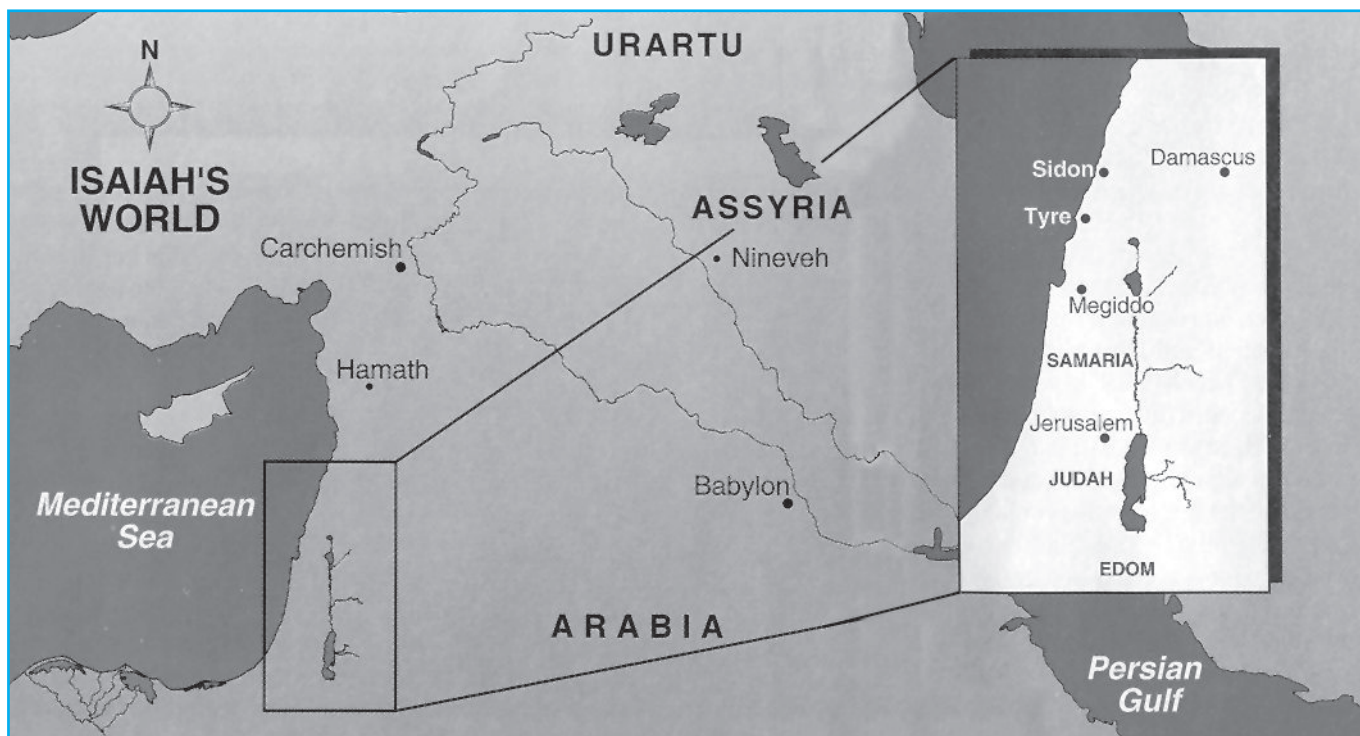 N
ISAIAH'S
WORLD
URARTU
ASSYRIA
Carchemish
Nineveh
Hamath
Babylon
Mediterranean
Sea
ARABIA
Persian
Gulf
Sidon
Damascus
Tyre
Megiddo
SAMARIA
Jerusalem
JUDAH
EDOM